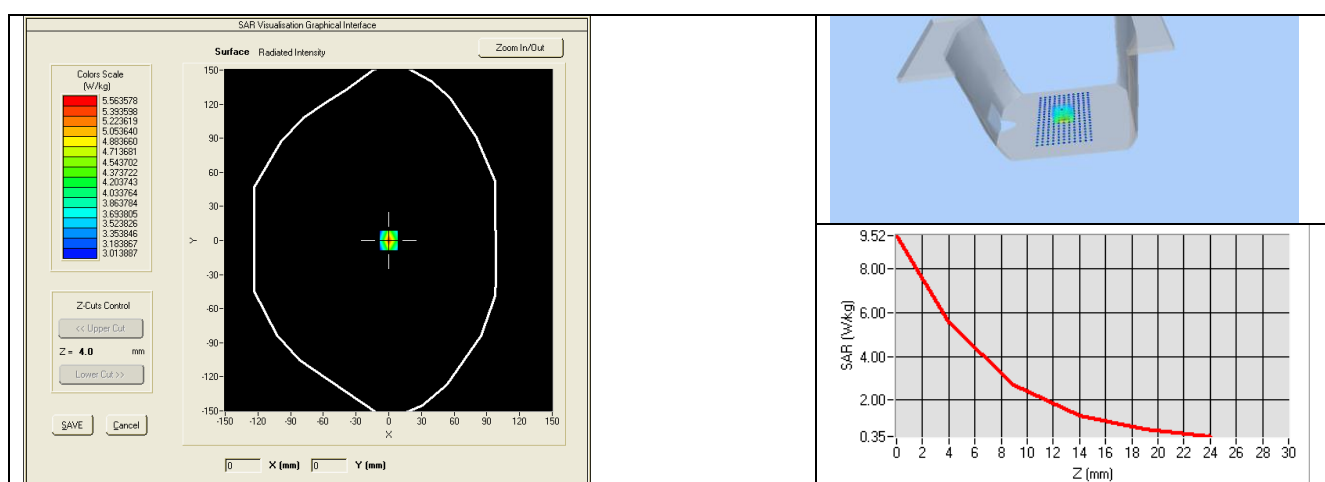 SAR Visualisation Graphical Interface
Surface Radiated Intensity
Zoom In/Out
Colors Scale
(W/kg)
5.563578
5.393598
5.223619
5.053640
4.883660
4.713681
4.543702
4.373722
4.203743
4.033764
3.863784
3.693805
3.523826
3.353846
3.183867
3.013887
Z-Cuts Control
<< Upper Cut
Z = 4.0 mm
Lower Cut >>
SAVE Cancel
150-
120-
90-
60-
30-
0-
-30-
-60-
-90-
-120-
-150-
Y
-150 -120 -90 -60 -30 0 30 60 90 120 150
X
0 X (mm) 0 Y (mm)
9.52-
8.00-
6.00-
4.00-
2.00-
0.35-
SAR (W/kg)
0 2 4 6 8 10 12 14 16 18 20 22 24 26 28 30
Z (mm)